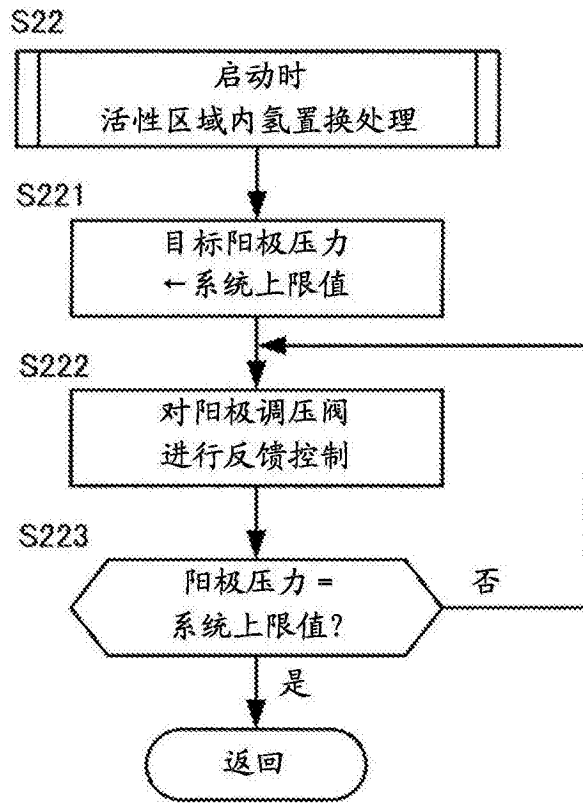 S22
启动时
活性区域内氢置换处理
S221
目标阳极压力
←系统上限值
S222
对阳极调压阀
进行反馈控制
S223
阳极压力=
系统上限值?
否
是
返回